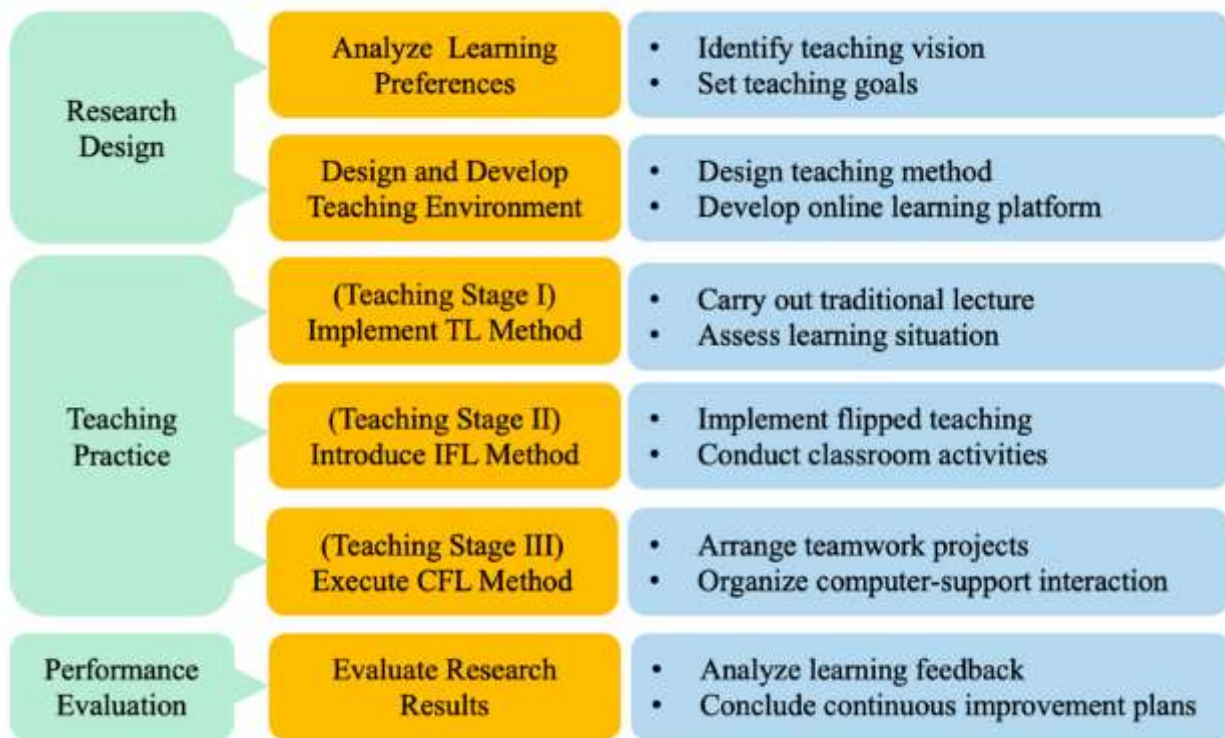 Research
Design
Analyze Learning
Preferences
• Identify teaching vision
• Set teaching goals
Design and Develop
Teaching Environment
• Design teaching method
• Develop online learning platform
Teaching
Practice
(Teaching Stage I)
Implement TL Method
• Carry out traditional lecture
• Assess learning situation
(Teaching Stage II)
Introduce IFL Method
• Implement flipped teaching
• Conduct classroom activities
(Teaching Stage III)
Execute CFL Method
• Arrange teamwork projects
• Organize computer-support interaction
Performance
Evaluation
Evaluate Research
Results
• Analyze learning feedback
• Conclude continuous improvement plans